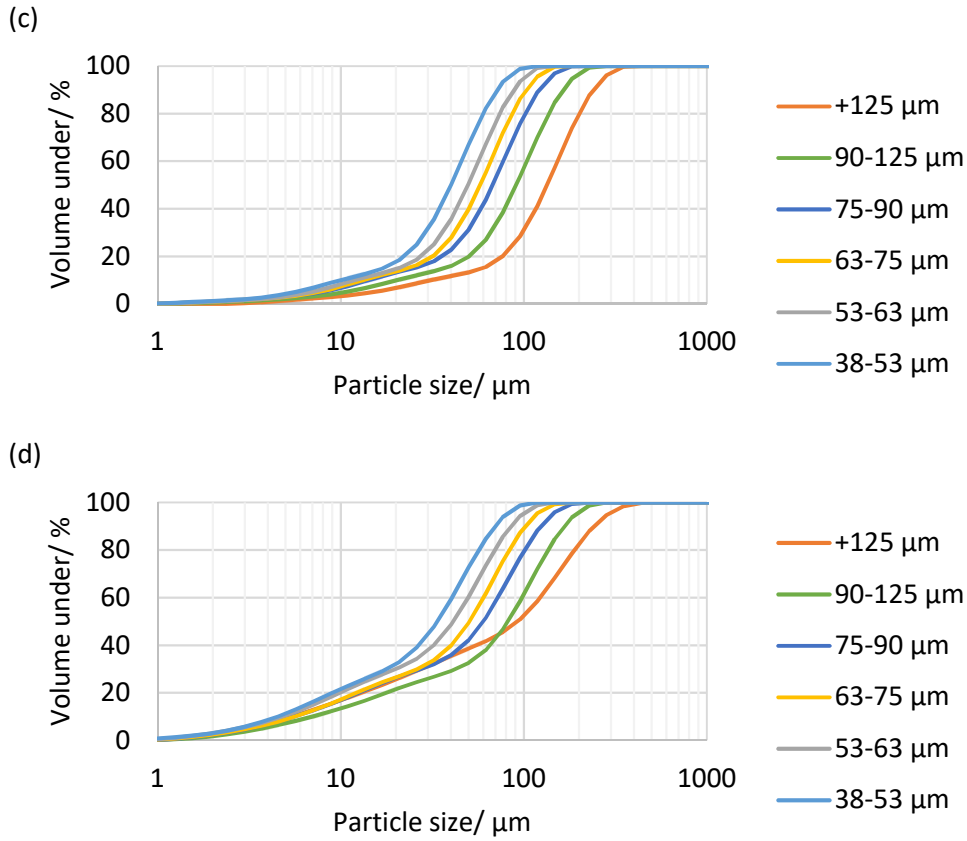 (c)
100
80
60
40
20
0
Volume under/ %
1 10 100 1000
Particle size/ µm
+125 µm
90-125 µm
75-90 µm
63-75 µm
53-63 µm
38-53 µm
(d)
100
80
60
40
20
0
Volume under/ %
1 10 100 1000
Particle size/ µm
+125 µm
90-125 µm
75-90 µm
63-75 µm
53-63 µm
38-53 µm